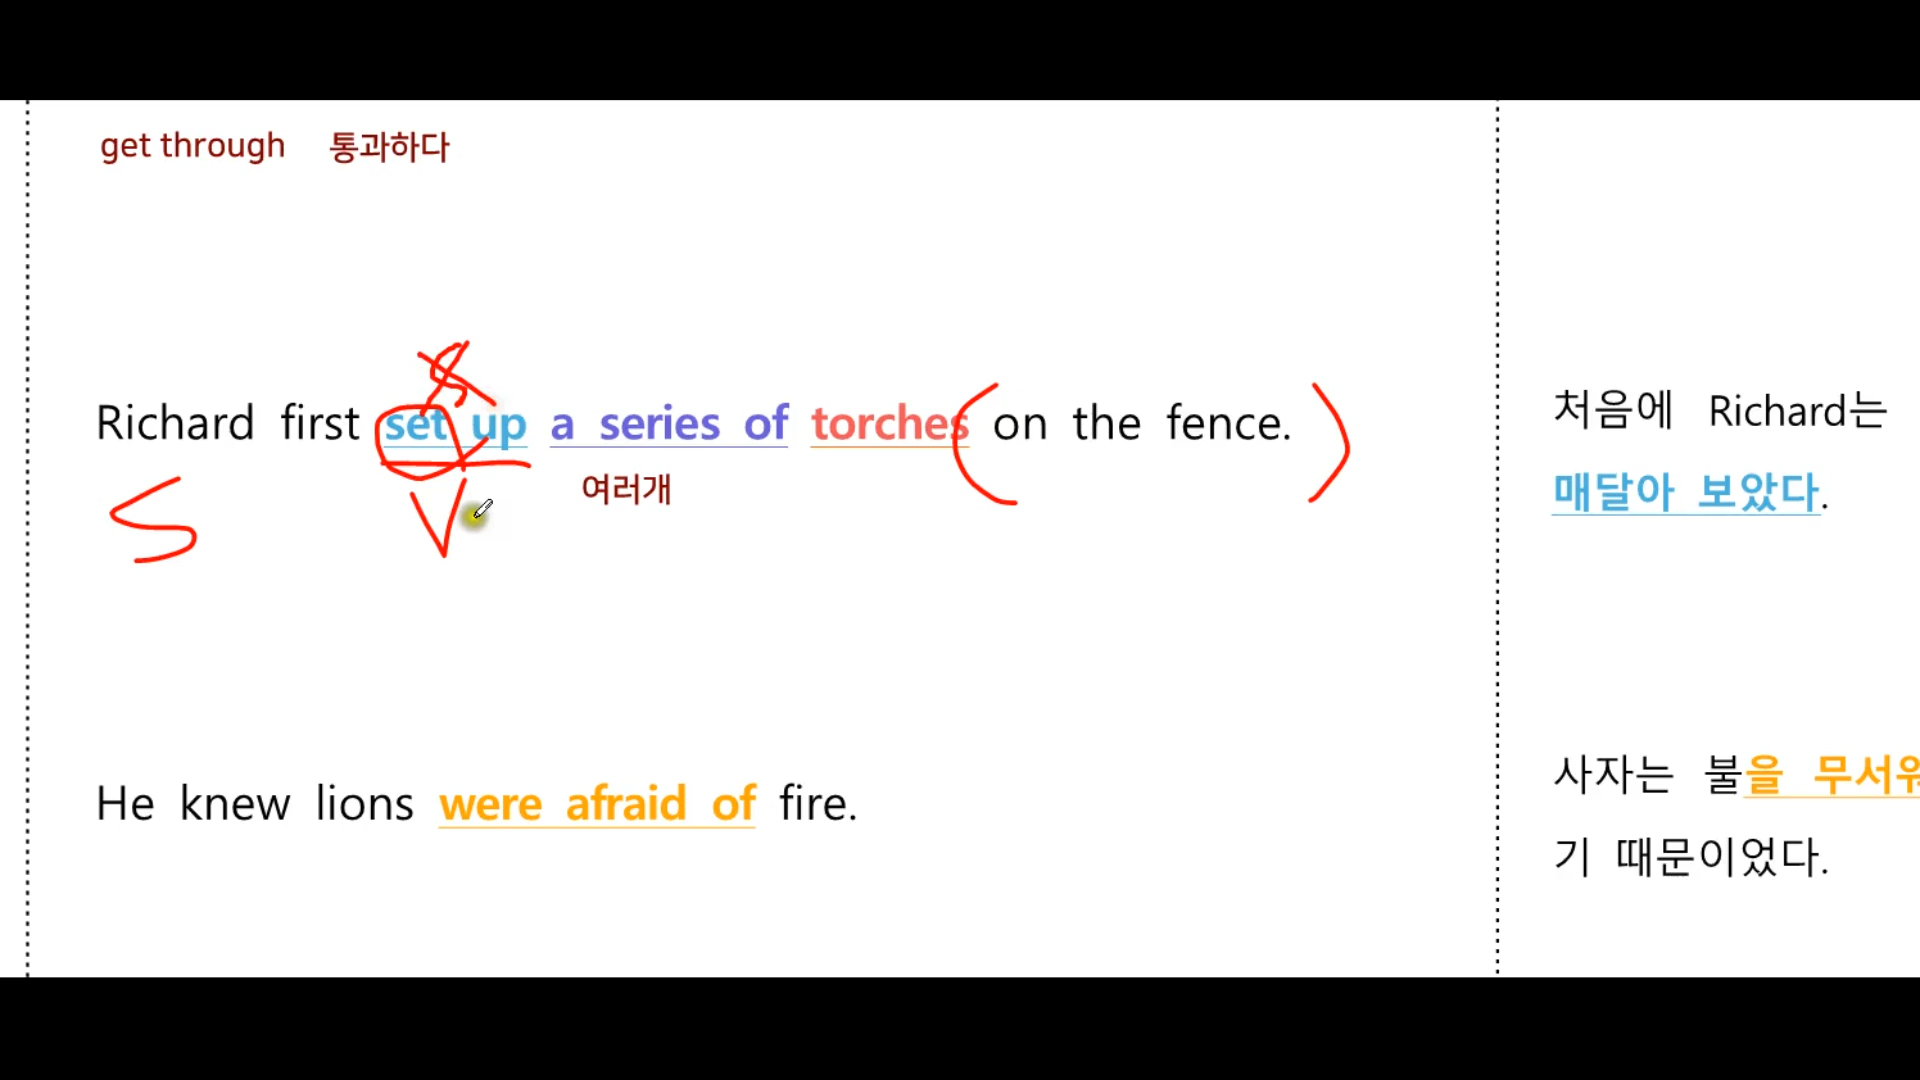 get through 통과하다
Richard first set up a series of torches on the fence.
여러개
S V
He knew lions were afraid of fire.
처음에 Richard는
매달아 보았다.
사자는 불을 무서워
기 때문이었다.